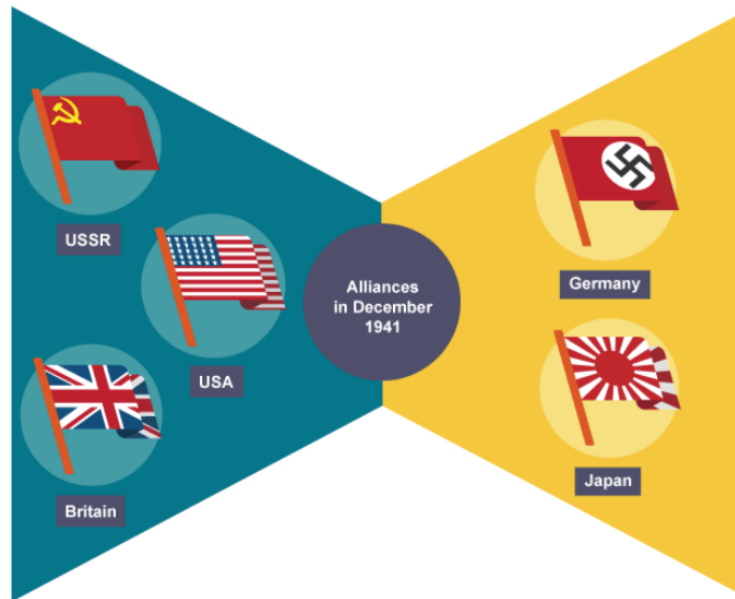 USSR
USA
Britain
Alliances
in December
1941
Germany
Japan